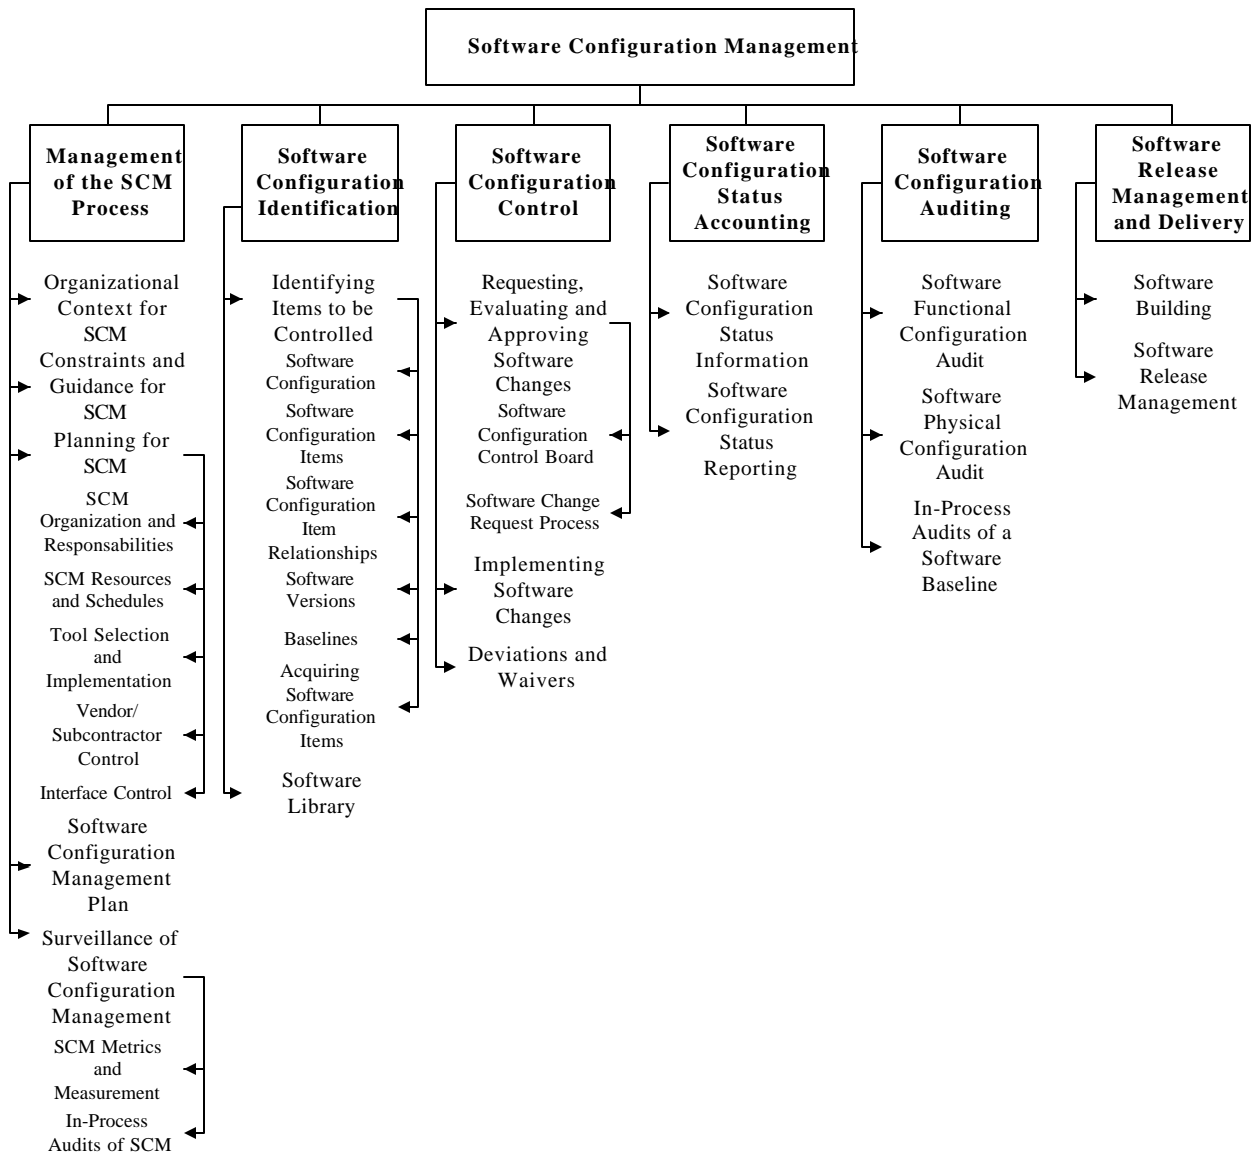 Software Configuration Management
Management
of the SCM
Process
Organizational
Context for
SCM
Constraints and
Guidance for
SCM
Planning for
SCM
SCM
Organization and
Responsabilities
SCM Resources
and Schedules
Tool Selection
and
Implementation
Vendor/
Subcontractor
Control
Interface Control
Software
Configuration
Management
Plan
Surveillance of
Software
Configuration
Management
SCM Metrics
and
Measurement
In-Process
Audits of SCM
Software
Configuration
Identification
Identifying
Items to be
Controlled
Software
Configuration
Software
Configuration
Items
Software
Configuration
Item
Relationships
Software
Versions
Baselines
Acquiring
Software
Configuration
Items
Software
Library
Software
Configuration
Control
Requesting,
Evaluating and
Approving
Software
Changes
Software
Configuration
Control Board
Software Change
Request Process
Implementing
Software
Changes
Deviations and
Waivers
Software
Configuration
Status
Accounting
Software
Configuration
Status
Information
Software
Configuration
Status
Reporting
Software
Configuration
Auditing
Software
Functional
Configuration
Audit
Software
Physical
Configuration
Audit
In-Process
Audits of a
Software
Baseline
Software
Release
Management
and Delivery
Software
Building
Software
Release
Management